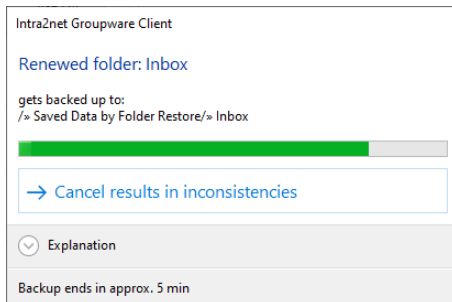 Intra2net Groupware Client
Renewed folder: Inbox
gets backed up to:
/» Saved Data by Folder Restore/» Inbox
→ Cancel results in inconsistencies
Explanation
Backup ends in approx. 5 min